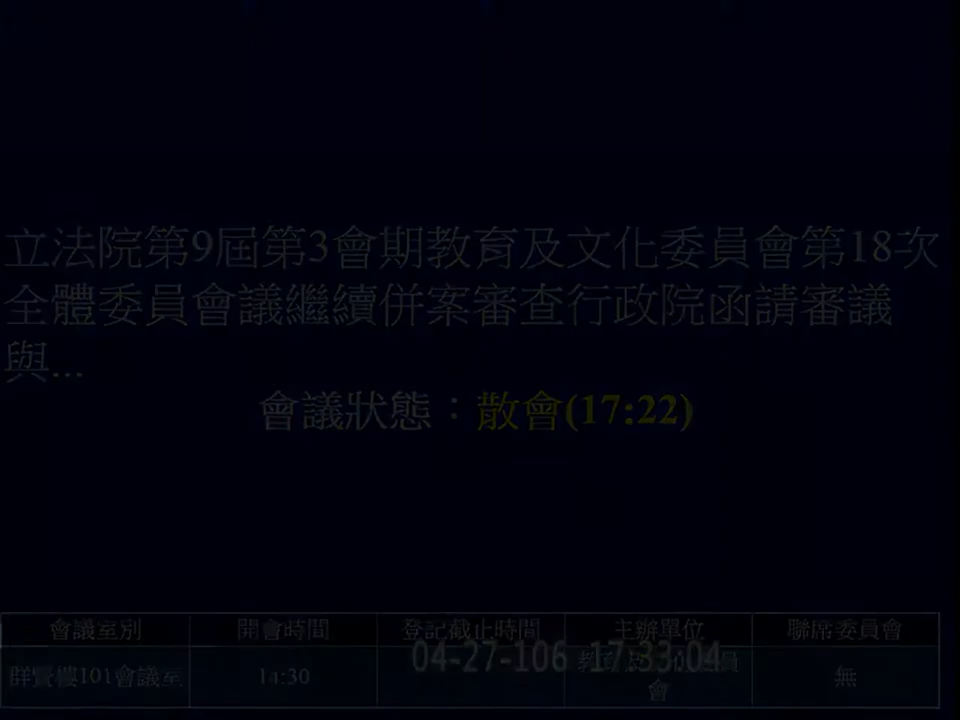 立法院第9屆第3會期教育及文化委員會第18次
全體委員會議繼續併案審查行政院函請審議
與...
會議狀態：散會(17:22)
會議室別 開會時間 登記截止時間 主辦單位 聯席委員會
群賢樓101會議室 14:30 無
04-27-106 17:33:04
會